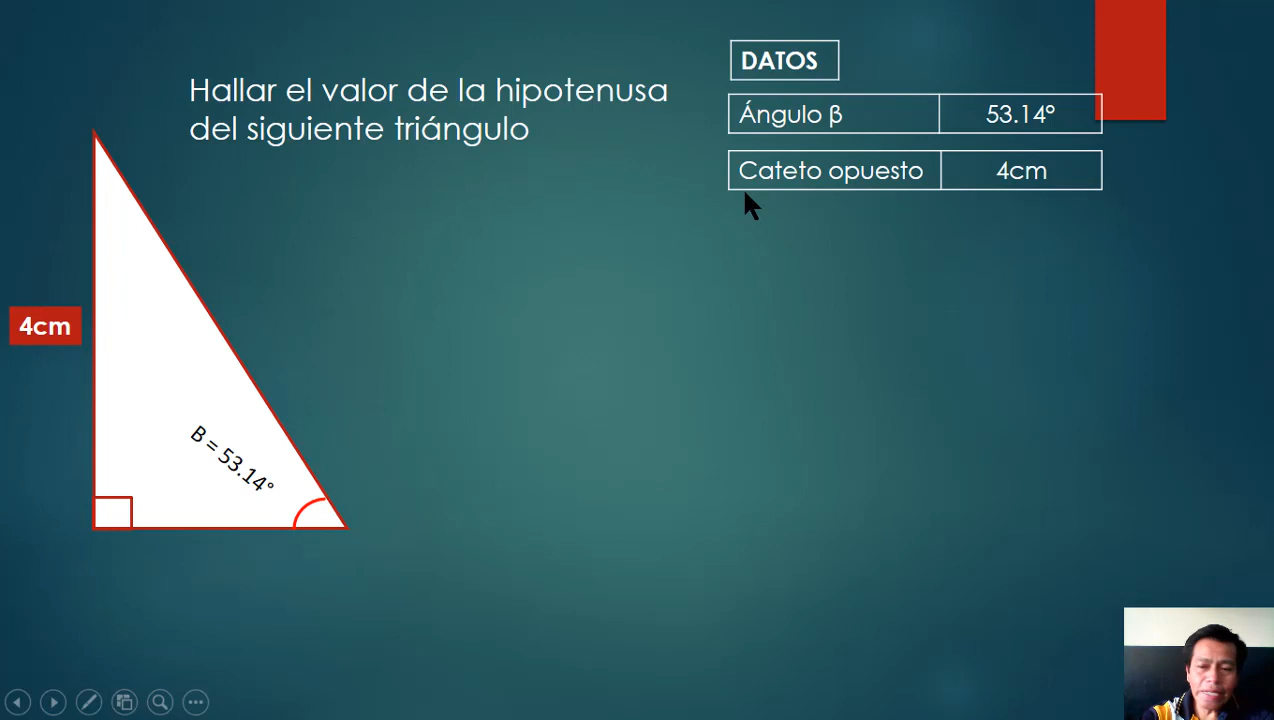 Hallar el valor de la hipotenusa
del siguiente triángulo
DATOS
Ángulo β 53.14°
Cateto opuesto 4cm
4cm
B = 53.14°